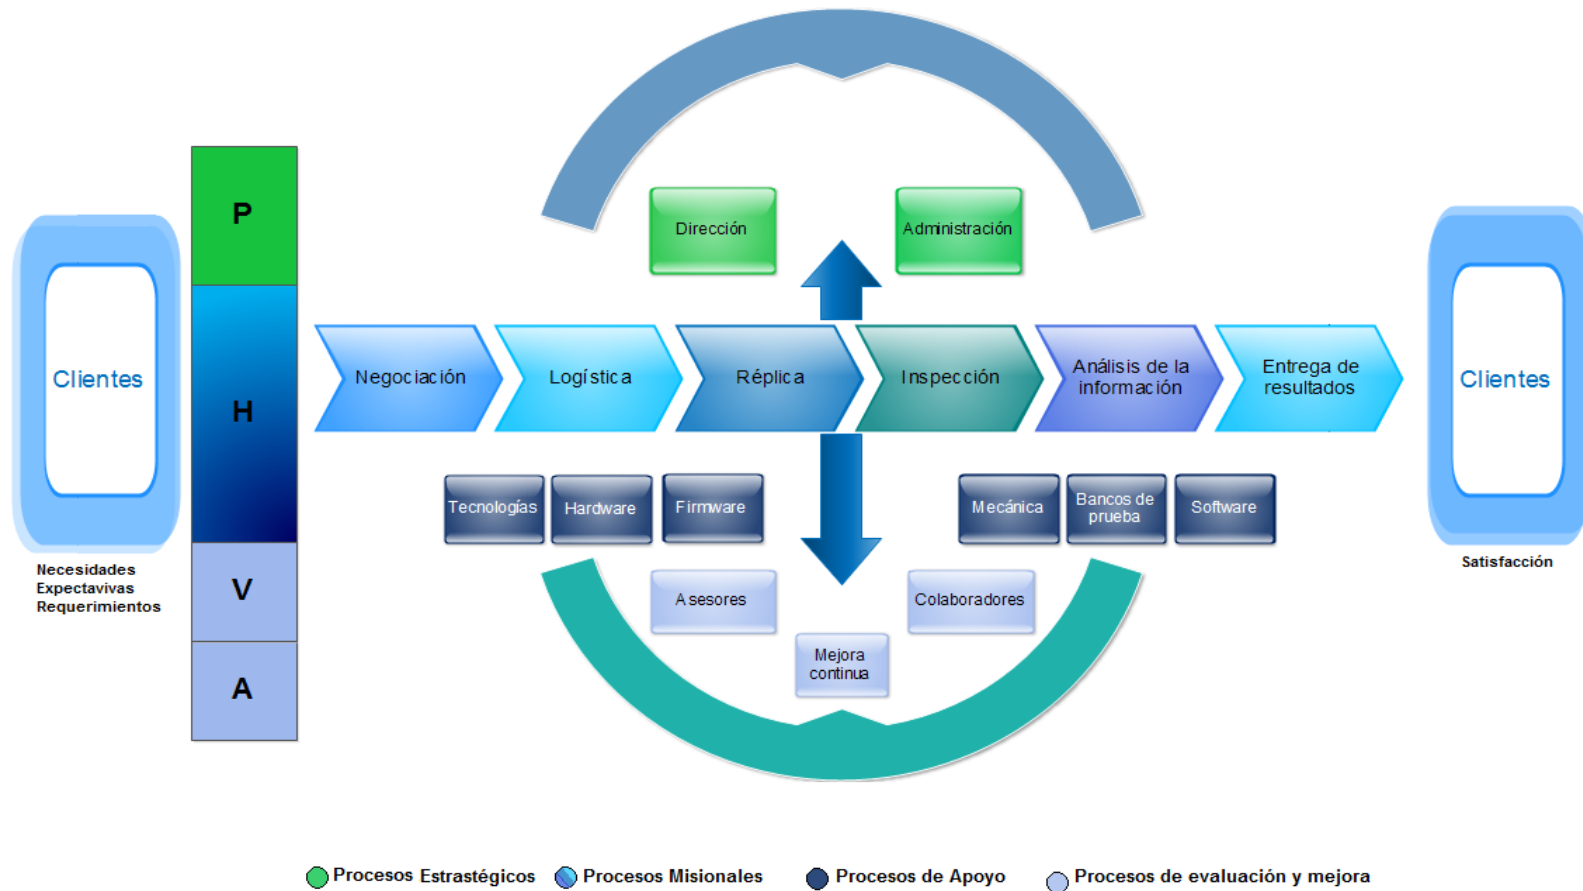 P
Dirección
Administración
Clientes
H
Negociación
Logística
Réplica
Inspección
Análisis de la
información
Entrega de
resultados
Clientes
Tecnologías
Hardware
Firmware
Mecánica
Bancos de
prueba
Software
Necesidades
Expectavivas
Requerimientos
Satisfacción
V
Asesores
Colaboradores
Mejora
continua
A
Procesos Estrastégicos
Procesos Misionales
Procesos de Apoyo
Procesos de evaluación y mejora